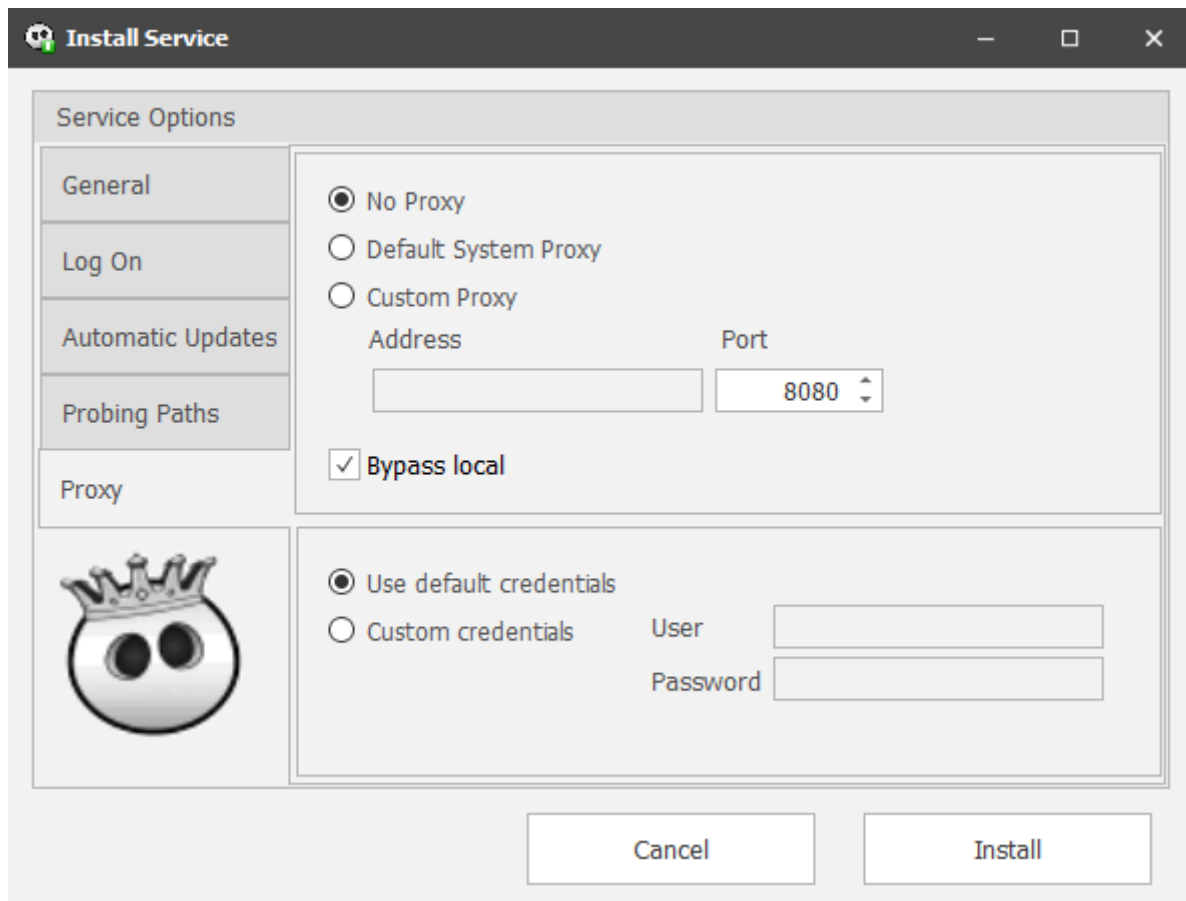 Install Service
Service Options
General
Log On
Automatic Updates
Probing Paths
Proxy
No Proxy
Default System Proxy
Custom Proxy
Address Port
8080
Bypass local
Use default credentials
Custom credentials User
Password
Cancel Install